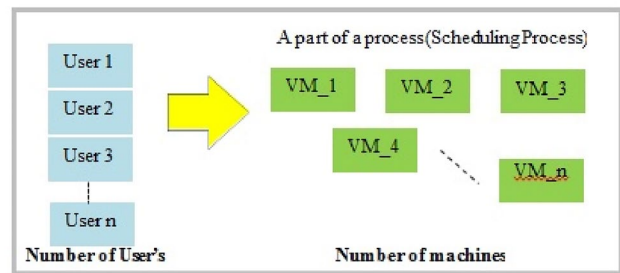 A part of a process(Scheduling Process)
User 1
User 2
User 3
User n
VM_1
VM_2
VM_3
VM_4
VM_n
Number of User's
Number of machines